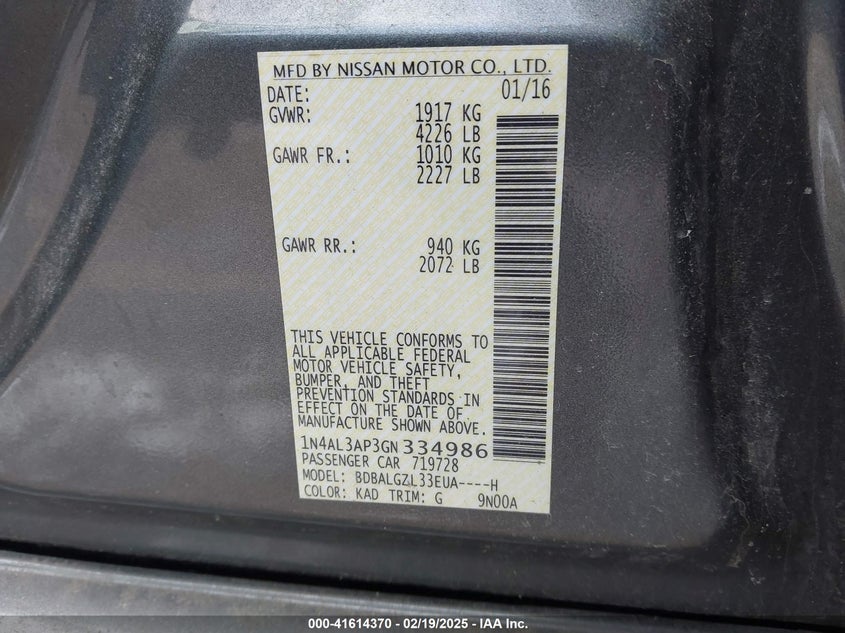 MFD BY NISSAN MOTOR CO., LTD.
DATE: 01/16
GVWR: 1917 KG
4226 LB
GAWR FR.: 1010 KG
2227 LB
GAWR RR.: 940 KG
2072 LB
THIS VEHICLE CONFORMS TO
ALL APPLICABLE FEDERAL
MOTOR VEHICLE SAFETY,
BUMPER, AND THEFT
PREVENTION STANDARDS IN
EFFECT ON THE DATE OF
MANUFACTURE SHOWN ABOVE.
1N4AL3AP3GN334986
PASSENGER CAR 719728
MODEL: BDBALGZL33EUA----H
COLOR: KAD TRIM: G 9N00A
000-41614370 - 02/19/2025 - IAA Inc.